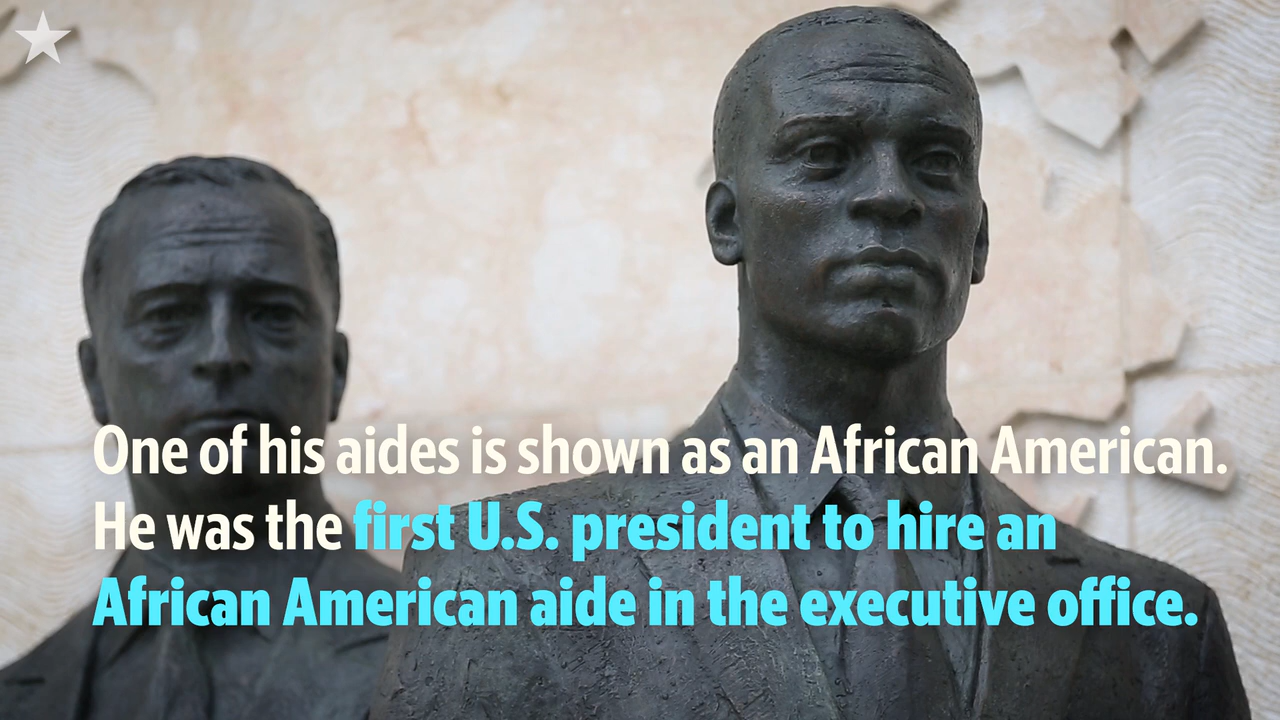 One of his aides is shown as an African American.
He was the first U.S. president to hire an
African American aide in the executive office.